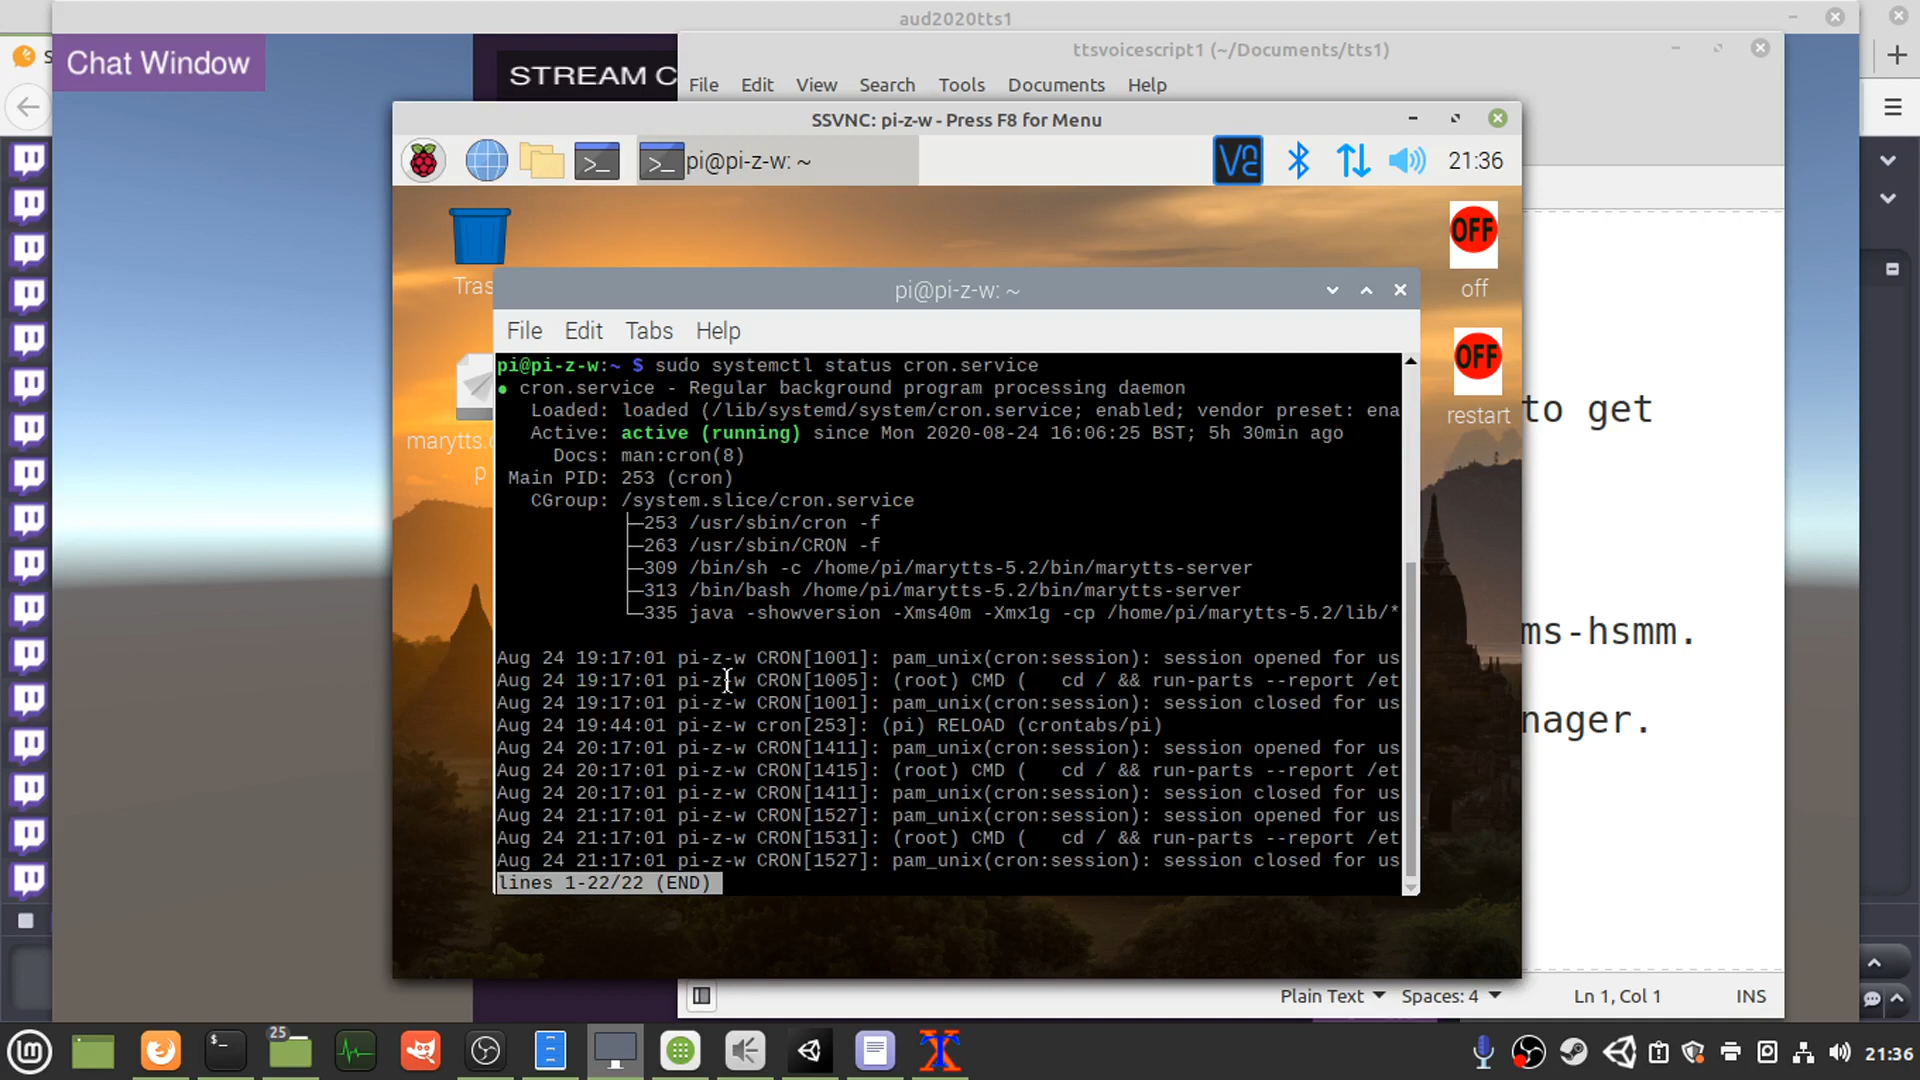 aud2020tts1
Chat Window
STREAM C
ttsvoicescript1 (~/Documents/tts1)
File Edit View Search Tools Documents Help
SSVNC: pi-z-w - Press F8 for Menu
pi@pi-z-w: ~
21:36
Tras
OFF
off
OFF
restart
marytts.
p
pi@pi-z-w: ~
File Edit Tabs Help
pi@pi-z-w:~ $ sudo systemctl status cron.service
● cron.service - Regular background program processing daemon
Loaded: loaded (/lib/systemd/system/cron.service; enabled; vendor preset: ena
Active: active (running) since Mon 2020-08-24 16:06:25 BST; 5h 30min ago
Docs: man:cron(8)
Main PID: 253 (cron)
CGroup: /system.slice/cron.service
├─253 /usr/sbin/cron -f
├─263 /usr/sbin/CRON -f
├─309 /bin/sh -c /home/pi/marytts-5.2/bin/marytts-server
├─313 /bin/bash /home/pi/marytts-5.2/bin/marytts-server
└─335 java -showversion -Xms40m -Xmx1g -cp /home/pi/marytts-5.2/lib/*
Aug 24 19:17:01 pi-z-w CRON[1001]: pam_unix(cron:session): session opened for us
Aug 24 19:17:01 pi-z-w CRON[1005]: (root) CMD (   cd / && run-parts --report /et
Aug 24 19:17:01 pi-z-w CRON[1001]: pam_unix(cron:session): session closed for us
Aug 24 19:44:01 pi-z-w cron[253]: (pi) RELOAD (crontabs/pi)
Aug 24 20:17:01 pi-z-w CRON[1411]: pam_unix(cron:session): session opened for us
Aug 24 20:17:01 pi-z-w CRON[1415]: (root) CMD (   cd / && run-parts --report /et
Aug 24 20:17:01 pi-z-w CRON[1411]: pam_unix(cron:session): session closed for us
Aug 24 21:17:01 pi-z-w CRON[1527]: pam_unix(cron:session): session opened for us
Aug 24 21:17:01 pi-z-w CRON[1531]: (root) CMD (   cd / && run-parts --report /et
Aug 24 21:17:01 pi-z-w CRON[1527]: pam_unix(cron:session): session closed for us
lines 1-22/22 (END)
to get
ms-hsmm.
nager.
Plain Text Spaces: 4 Ln 1, Col 1 INS
25
21:36